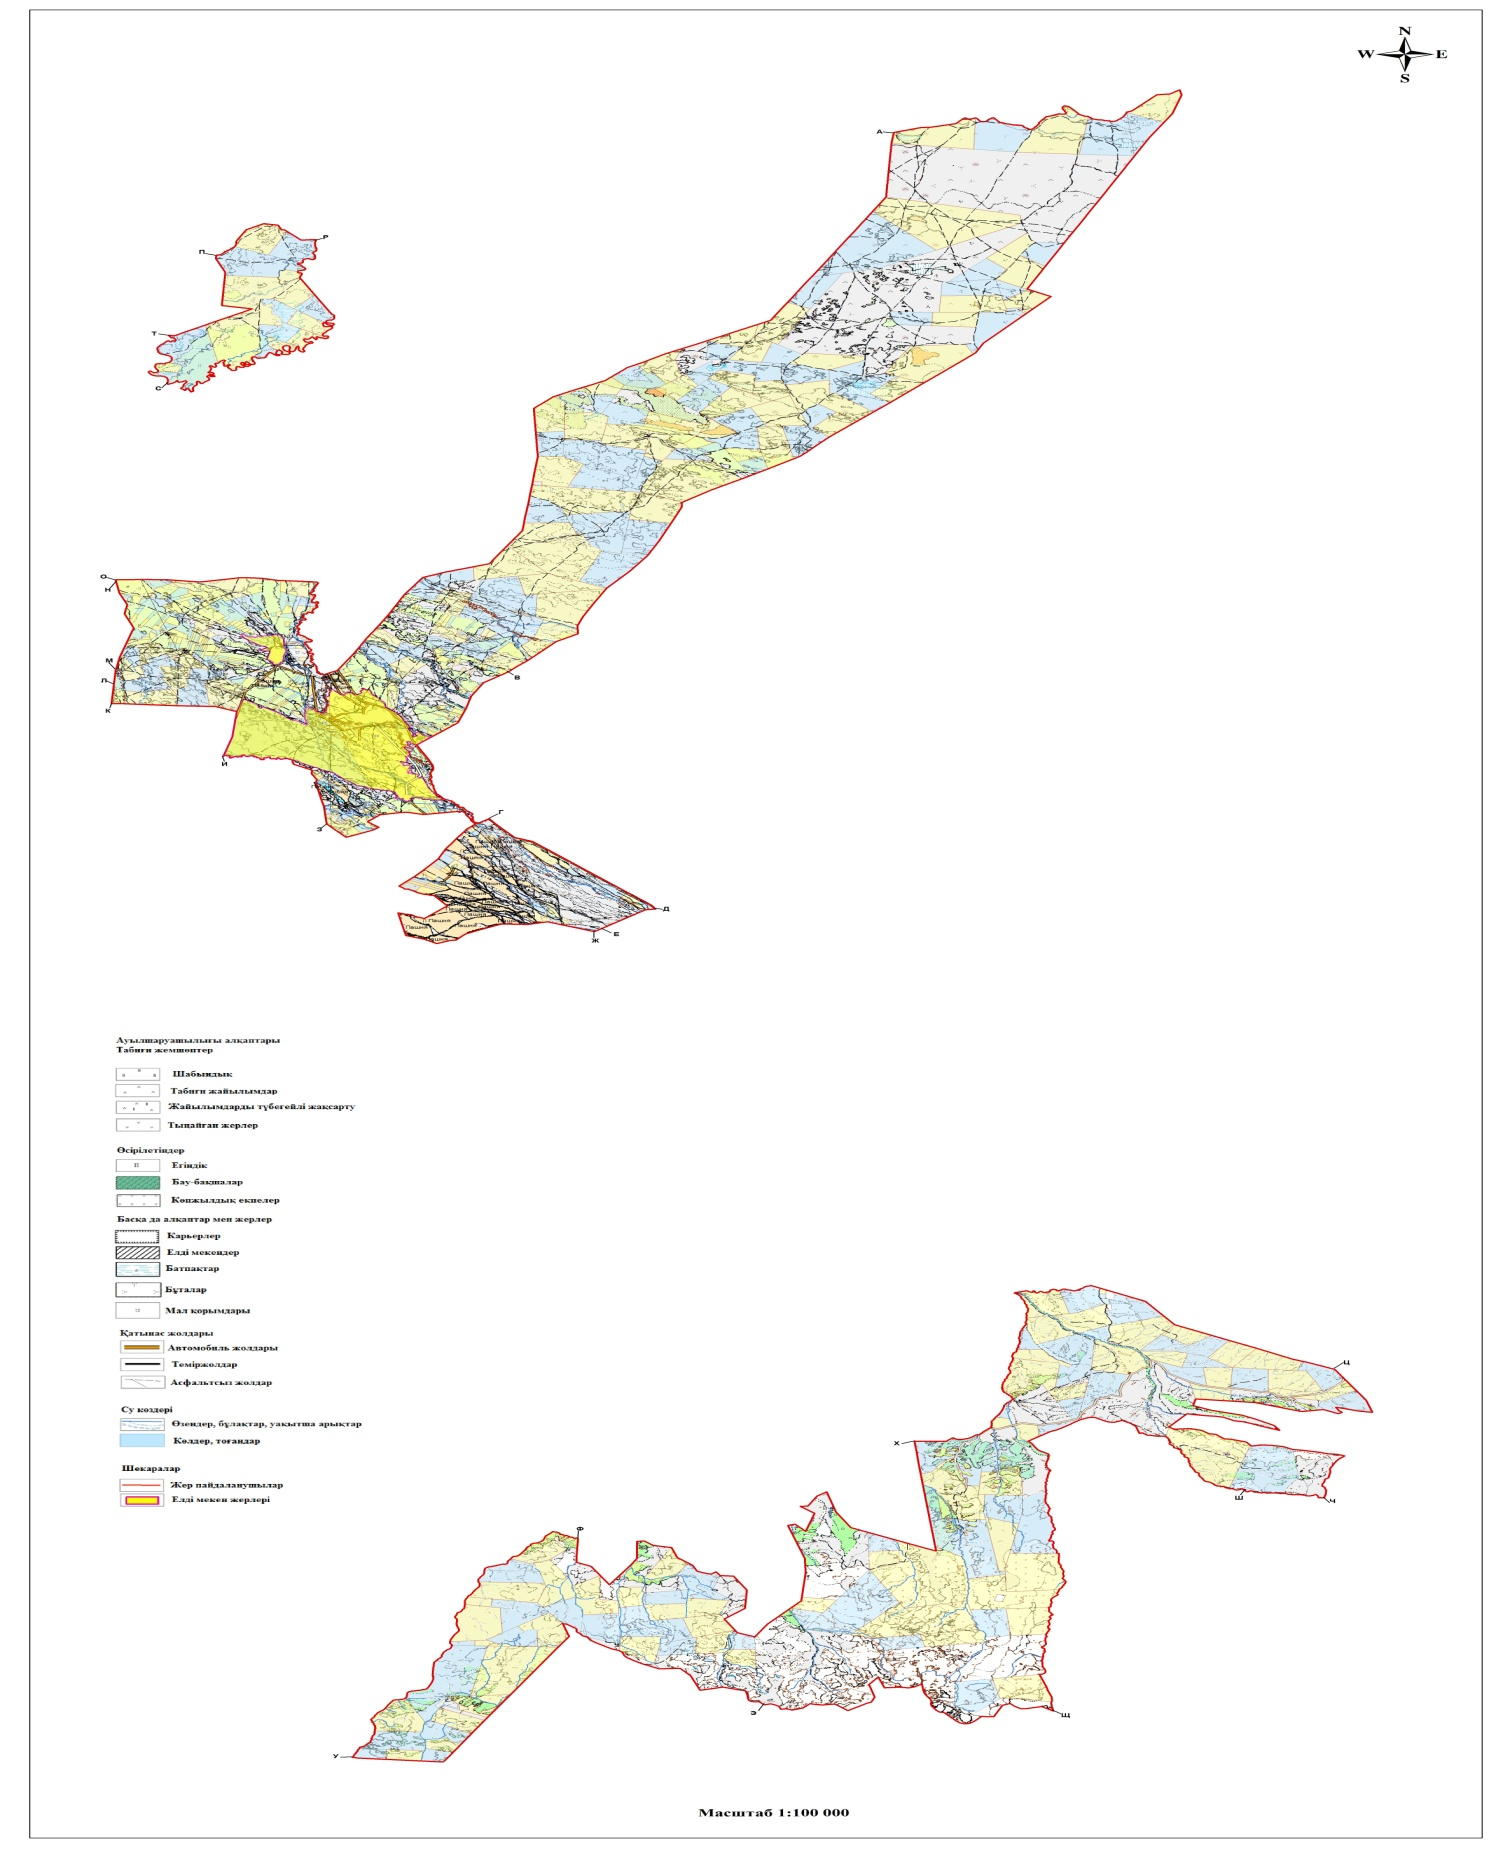 N
W E
S
А
П
Р
Т
С
О
Н
М
Л
К
И
В
З
Г
Д
Е
Ж
Пашня
Ауылшаруашылығы алқаптары
Табиғи жемшөптер
Шабындық
Табиғи жайылымдар
Жайылымдарды түбегейлі жақсарту
Тыңайған жерлер
Өсірілетіндер
Егіндік
Бау-бақшалар
Көпжылдық екпелер
Басқа да алқаптар мен жерлер
Карьерлер
Елді мекендер
Батпақтар
Бұталар
Мал қорымдары
Қатынас жолдары
Автомобиль жолдары
Теміржолдар
Асфальтсыз жолдар
Су көздері
Өзендер, бұлақтар, уақытша арықтар
Көлдер, тоғандар
Шекаралар
Жер пайдаланушылар
Елді мекен жерлері
Ц
Х
Ш
Ч
Ф
Э
Щ
У
Масштаб 1:100 000